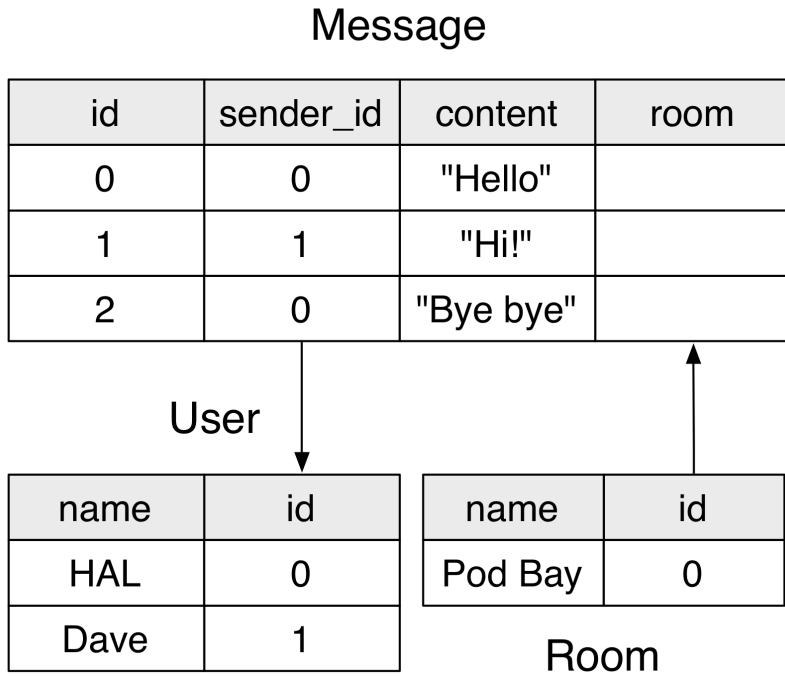 Message
id sender_id content room
0 0 "Hello"
1 1 "Hi!"
2 0 "Bye bye"
User
name id
HAL 0
Dave 1
name id
Pod Bay 0
Room